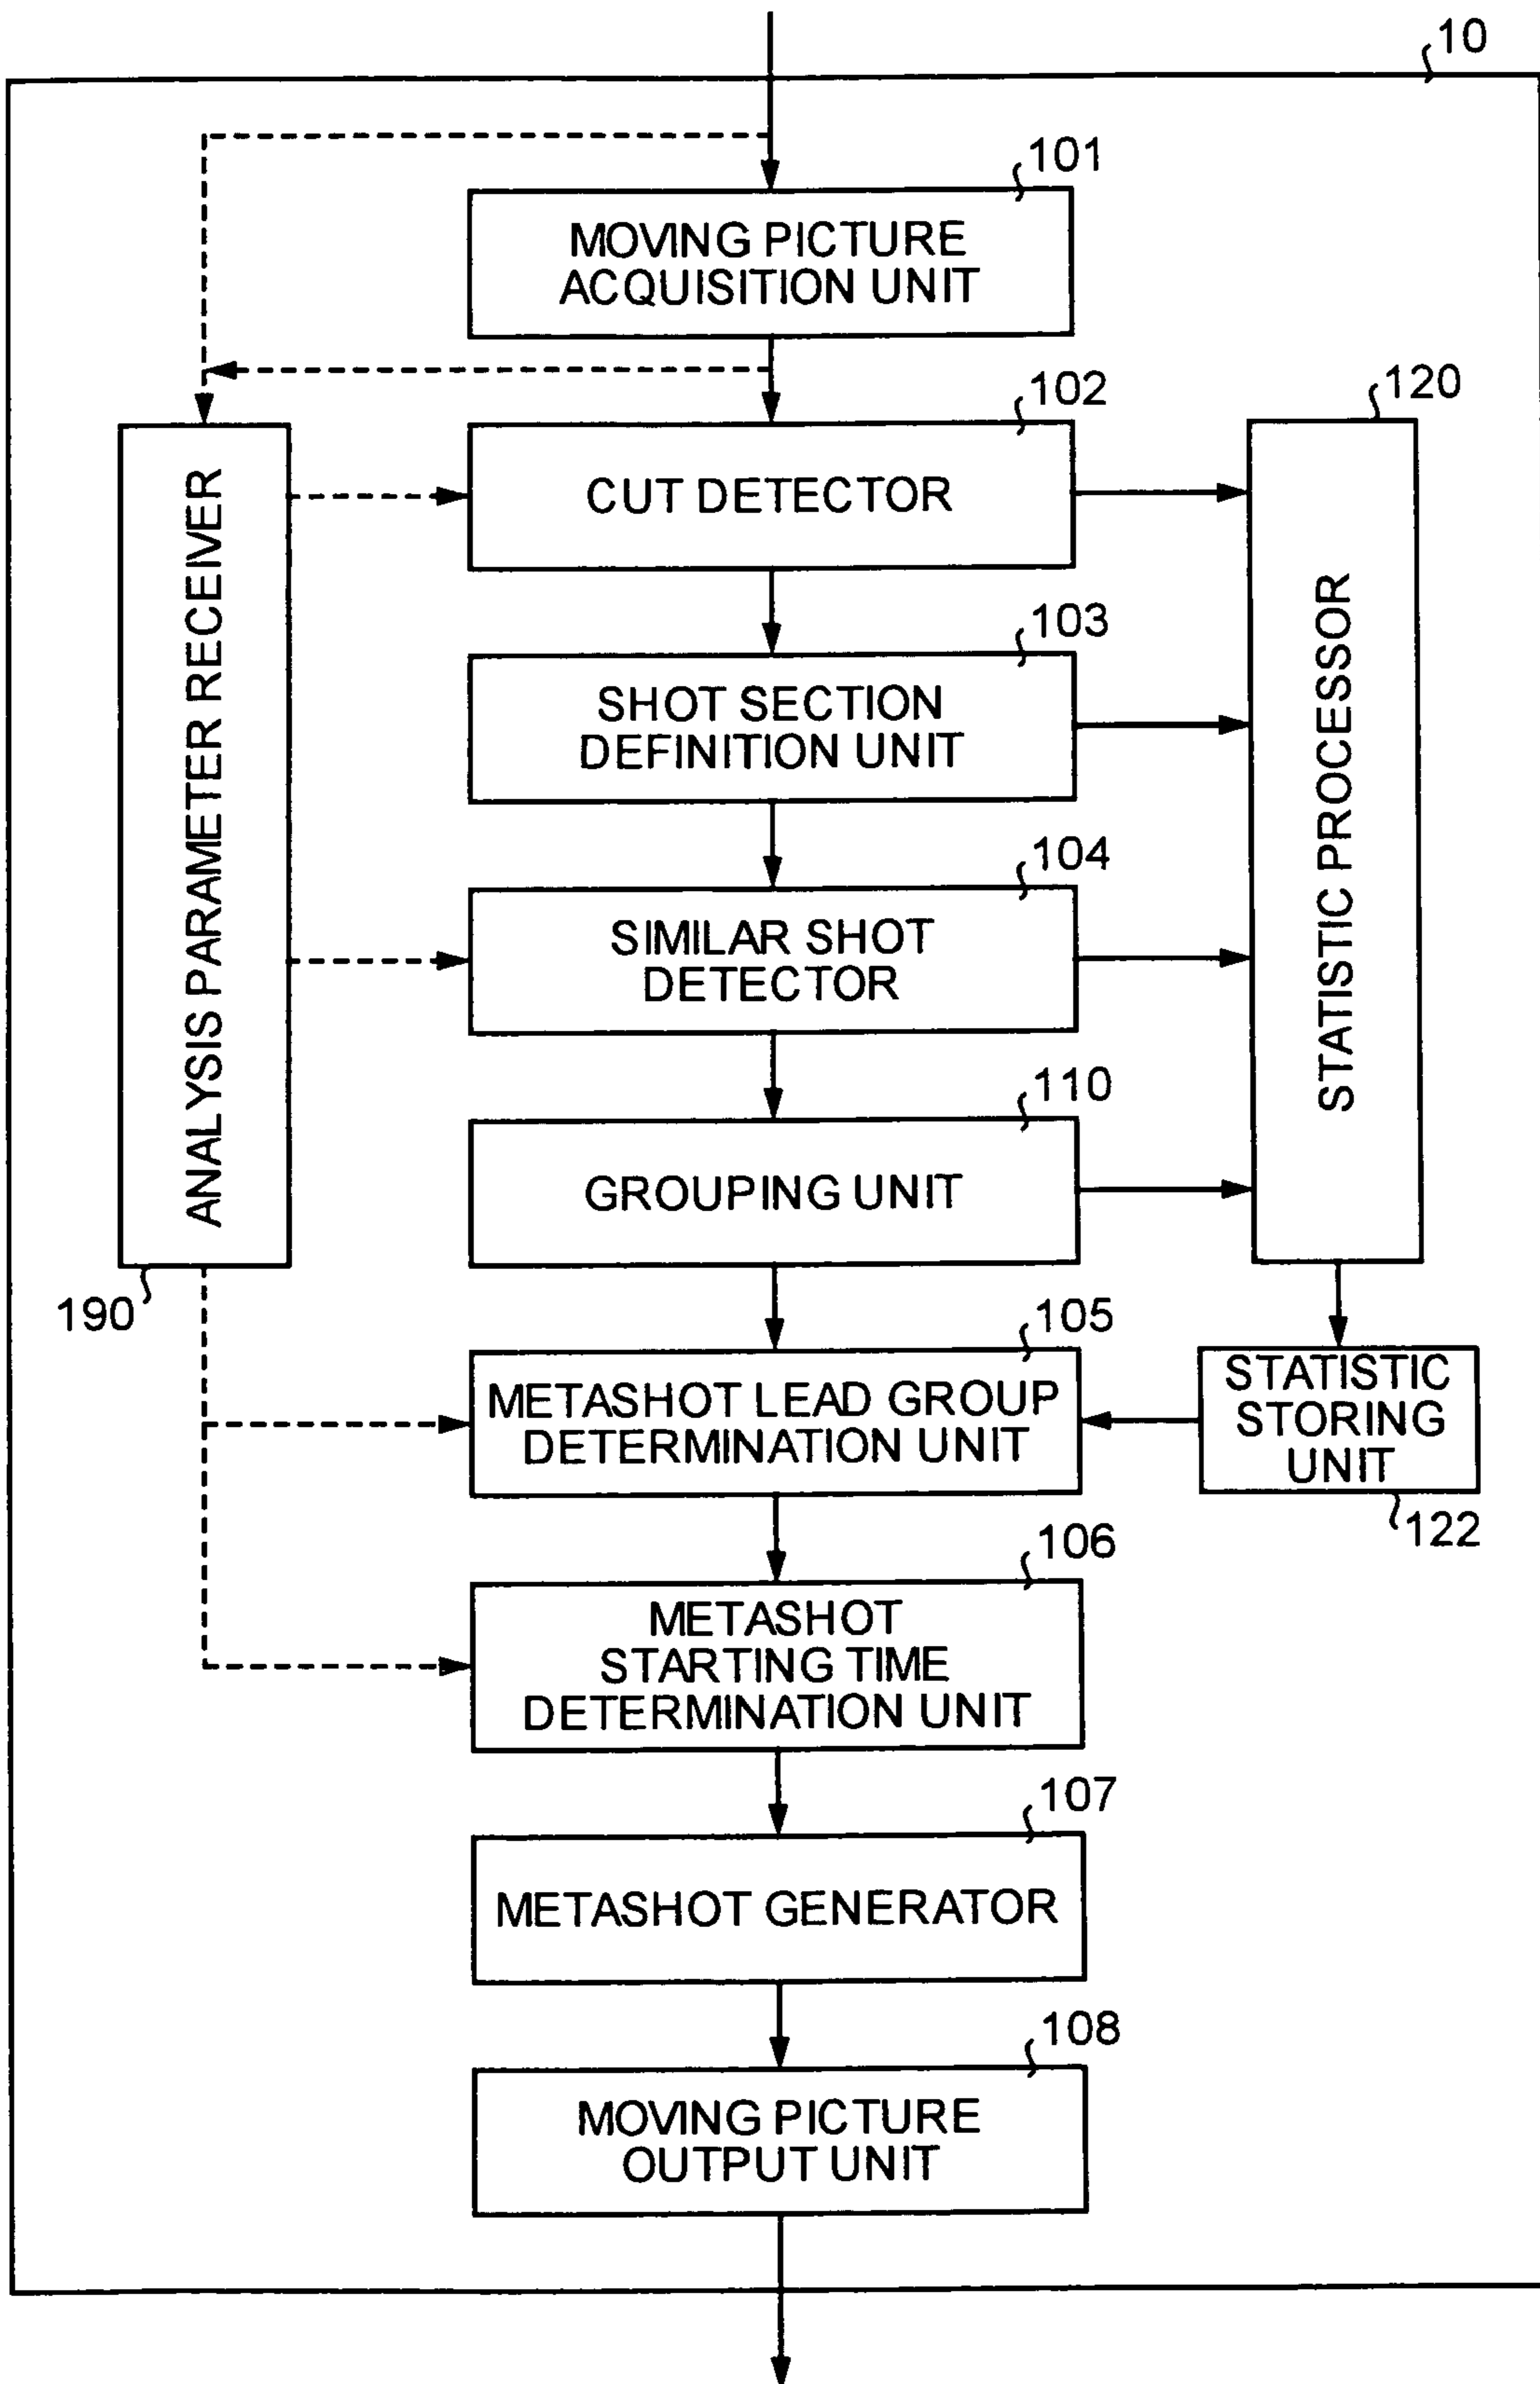 10
101
MOVING PICTURE
ACQUISITION UNIT
102
CUT DETECTOR
120
STATISTIC PROCESSOR
ANALYSIS PARAMETER RECEIVER
190
103
SHOT SECTION
DEFINITION UNIT
104
SIMILAR SHOT
DETECTOR
110
GROUPING UNIT
105
METASHOT LEAD GROUP
DETERMINATION UNIT
STATISTIC
STORING
UNIT
122
106
METASHOT
STARTING TIME
DETERMINATION UNIT
107
METASHOT GENERATOR
108
MOVING PICTURE
OUTPUT UNIT